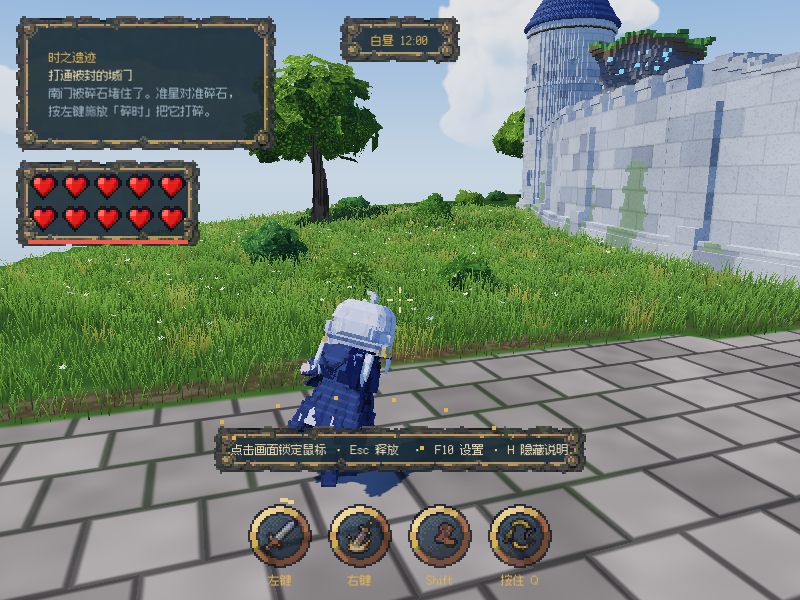 时之遗迹
打通被封的城门
南门被碎石堵住了。准星对准碎石，
按左键施放「碎时」把它打碎。
白昼 12:00
点击画面锁定鼠标 · Esc 释放 · F10 设置 · H 隐藏说明
左键
右键
Shift
按住 Q